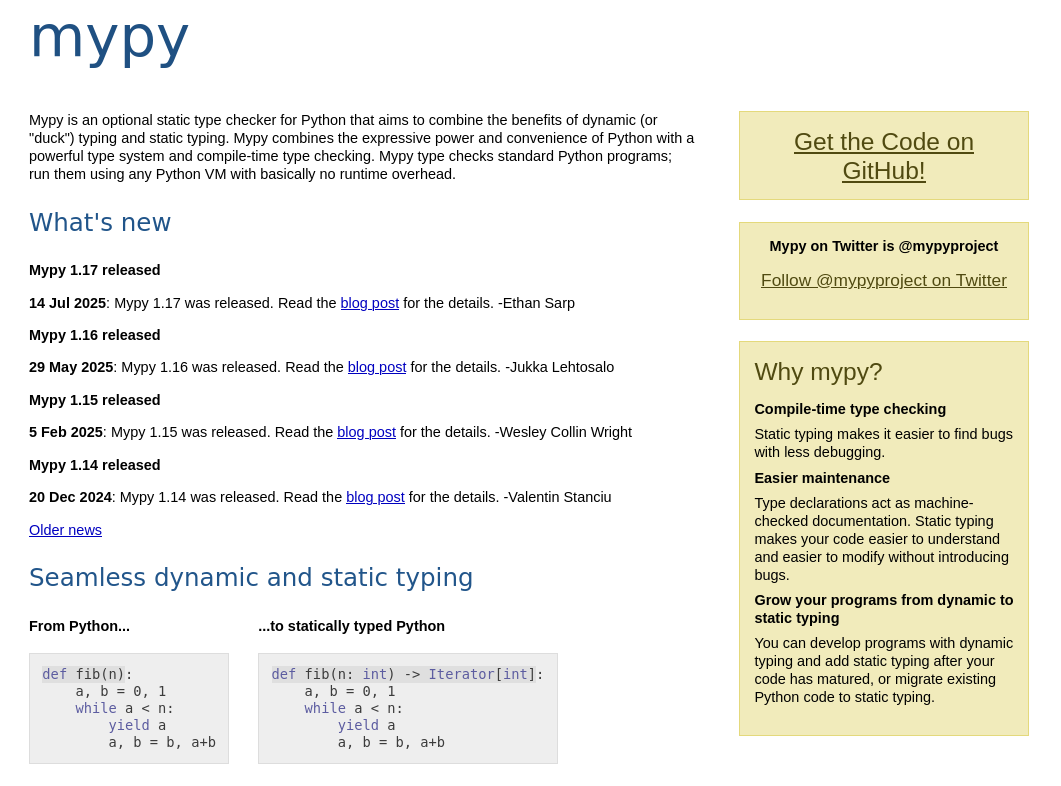 mypy
Mypy is an optional static type checker for Python that aims to combine the benefits of dynamic (or
"duck") typing and static typing. Mypy combines the expressive power and convenience of Python with a
powerful type system and compile-time type checking. Mypy type checks standard Python programs;
run them using any Python VM with basically no runtime overhead.
What's new
Mypy 1.17 released
14 Jul 2025: Mypy 1.17 was released. Read the blog post for the details. -Ethan Sarp
Mypy 1.16 released
29 May 2025: Mypy 1.16 was released. Read the blog post for the details. -Jukka Lehtosalo
Mypy 1.15 released
5 Feb 2025: Mypy 1.15 was released. Read the blog post for the details. -Wesley Collin Wright
Mypy 1.14 released
20 Dec 2024: Mypy 1.14 was released. Read the blog post for the details. -Valentin Stanciu
Older news
Seamless dynamic and static typing
From Python...
def fib(n):
    a, b = 0, 1
    while a < n:
        yield a
        a, b = b, a+b
...to statically typed Python
def fib(n: int) -> Iterator[int]:
    a, b = 0, 1
    while a < n:
        yield a
        a, b = b, a+b
Get the Code on
GitHub!
Mypy on Twitter is @mypyproject
Follow @mypyproject on Twitter
Why mypy?
Compile-time type checking
Static typing makes it easier to find bugs
with less debugging.
Easier maintenance
Type declarations act as machine-
checked documentation. Static typing
makes your code easier to understand
and easier to modify without introducing
bugs.
Grow your programs from dynamic to
static typing
You can develop programs with dynamic
typing and add static typing after your
code has matured, or migrate existing
Python code to static typing.